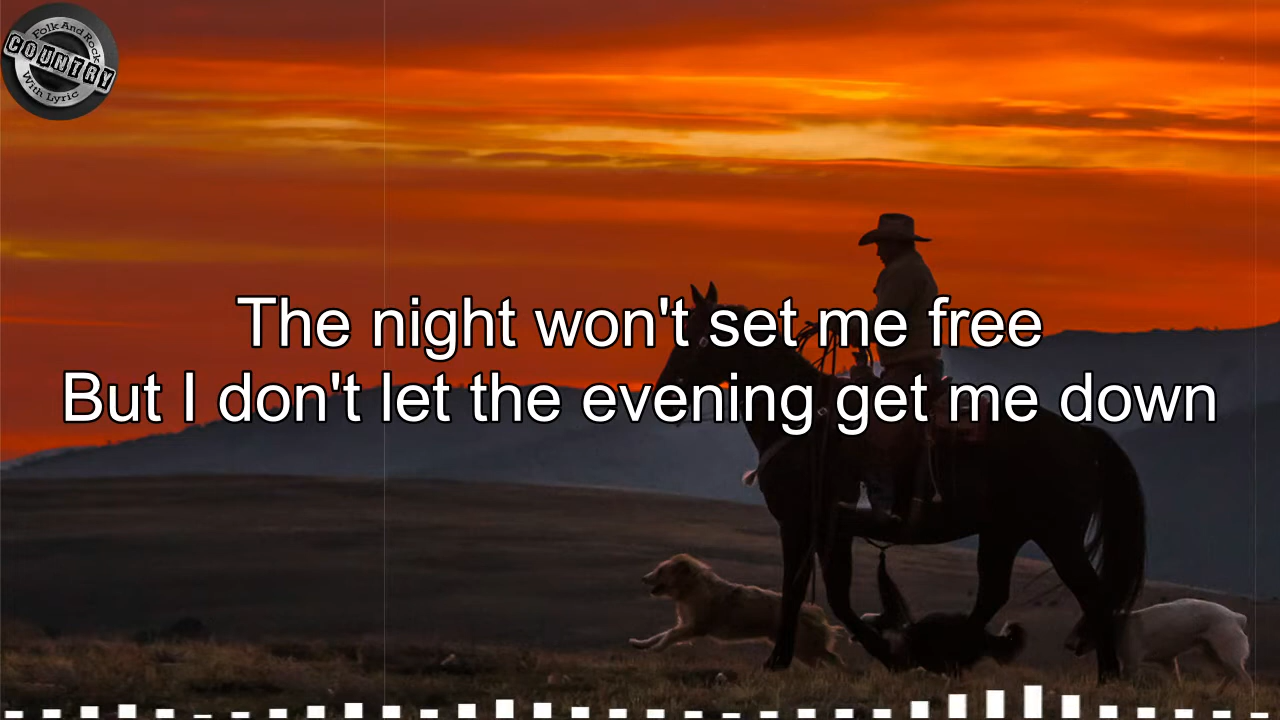 Folk And Rock
COUNTRY
With Lyric
The night won't set me free
But I don't let the evening get me down